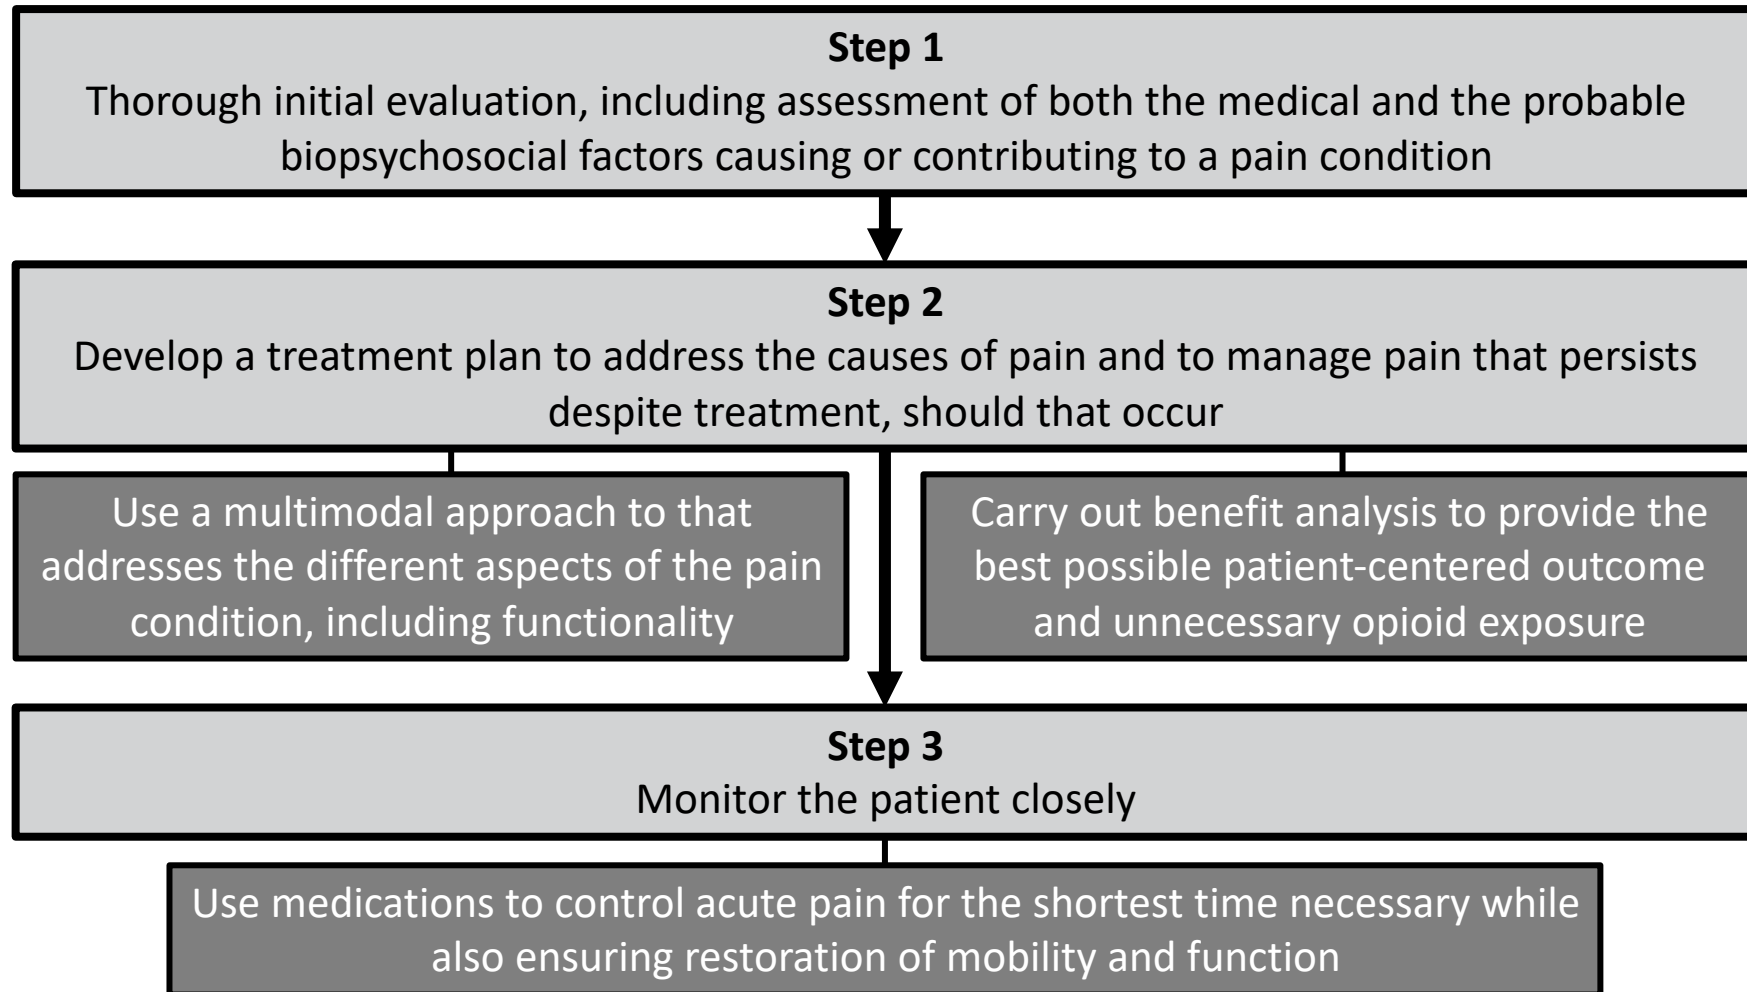 Step 1
Thorough initial evaluation, including assessment of both the medical and the probable
biopsychosocial factors causing or contributing to a pain condition
Step 2
Develop a treatment plan to address the causes of pain and to manage pain that persists
despite treatment, should that occur
Use a multimodal approach to that
addresses the different aspects of the pain
condition, including functionality
Carry out benefit analysis to provide the
best possible patient-centered outcome
and unnecessary opioid exposure
Step 3
Monitor the patient closely
Use medications to control acute pain for the shortest time necessary while
also ensuring restoration of mobility and function